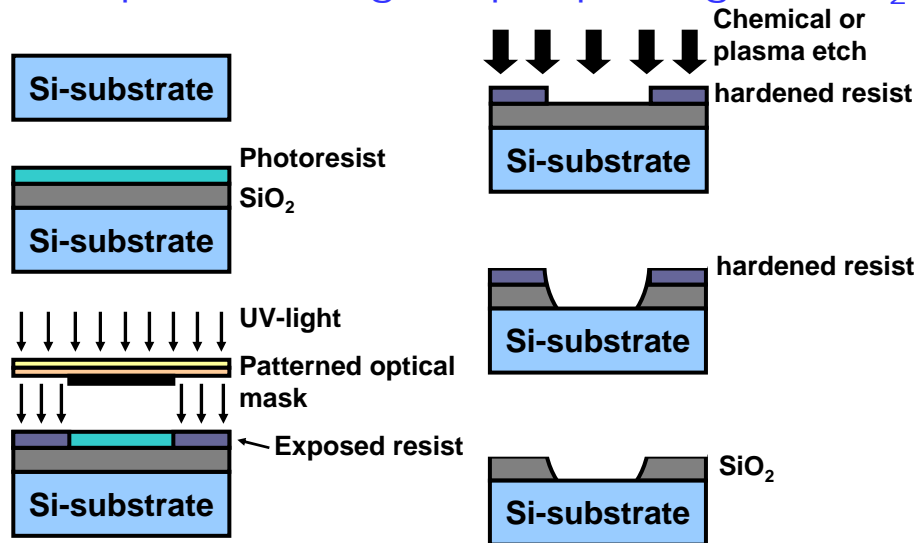 Si-substrate
Photoresist
SiO₂
Si-substrate
UV-light
Patterned optical
mask
Exposed resist
Si-substrate
Chemical or
plasma etch
hardened resist
Si-substrate
hardened resist
Si-substrate
SiO₂
Si-substrate